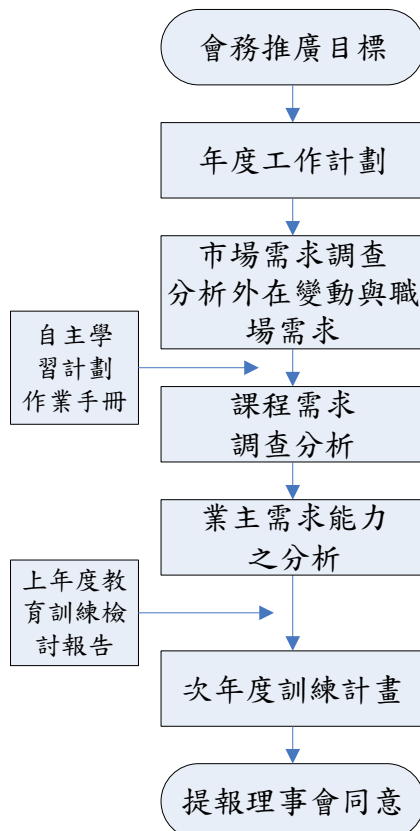 會務推廣目標
年度工作計劃
市場需求調查
分析外在變動與職
場需求
自主學
習計劃
作業手冊
課程需求
調查分析
業主需求能力
之分析
上年度教
育訓練檢
討報告
次年度訓練計畫
提報理事會同意